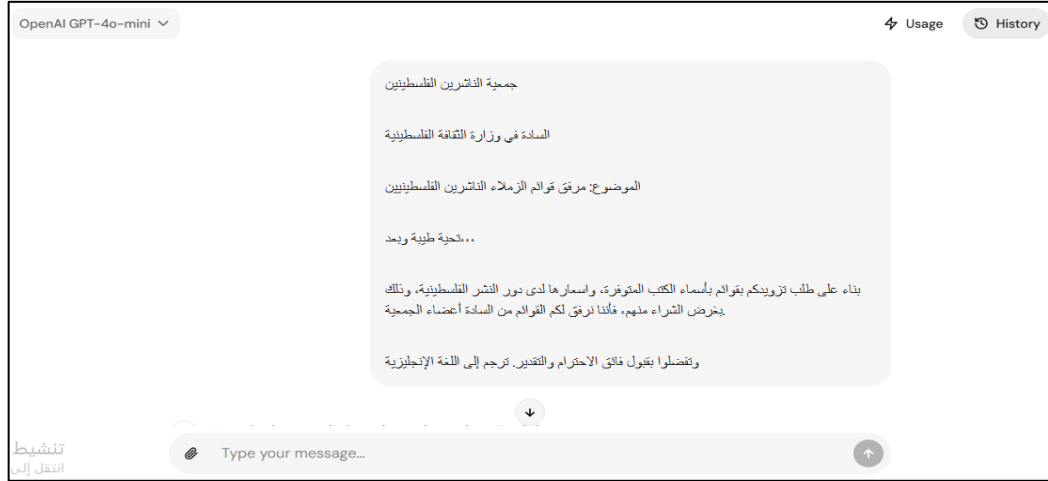 OpenAI GPT-4o-mini
Usage
History
جمعية الناشرين الفلسطينين
السادة في وزارة الثقافة الفلسطينية
الموضوع: مرفق قوائم الزملاء الناشرين الفلسطينيين
،،،تحية طيبة وبعد
بناء على طلب تزويدكم بقوائم بأسماء الكتب المتوفرة، واسعارها لدى دور النشر الفلسطينية، وذلك
.بغرض الشراء منهم، فأننا نرفق لكم القوائم من السادة أعضاء الجمعية
وتفضلوا بقبول فائق الاحترام والتقدير. ترجم إلى اللغة الإنجليزية
Type your message...
تنشيط
انتقل إلى